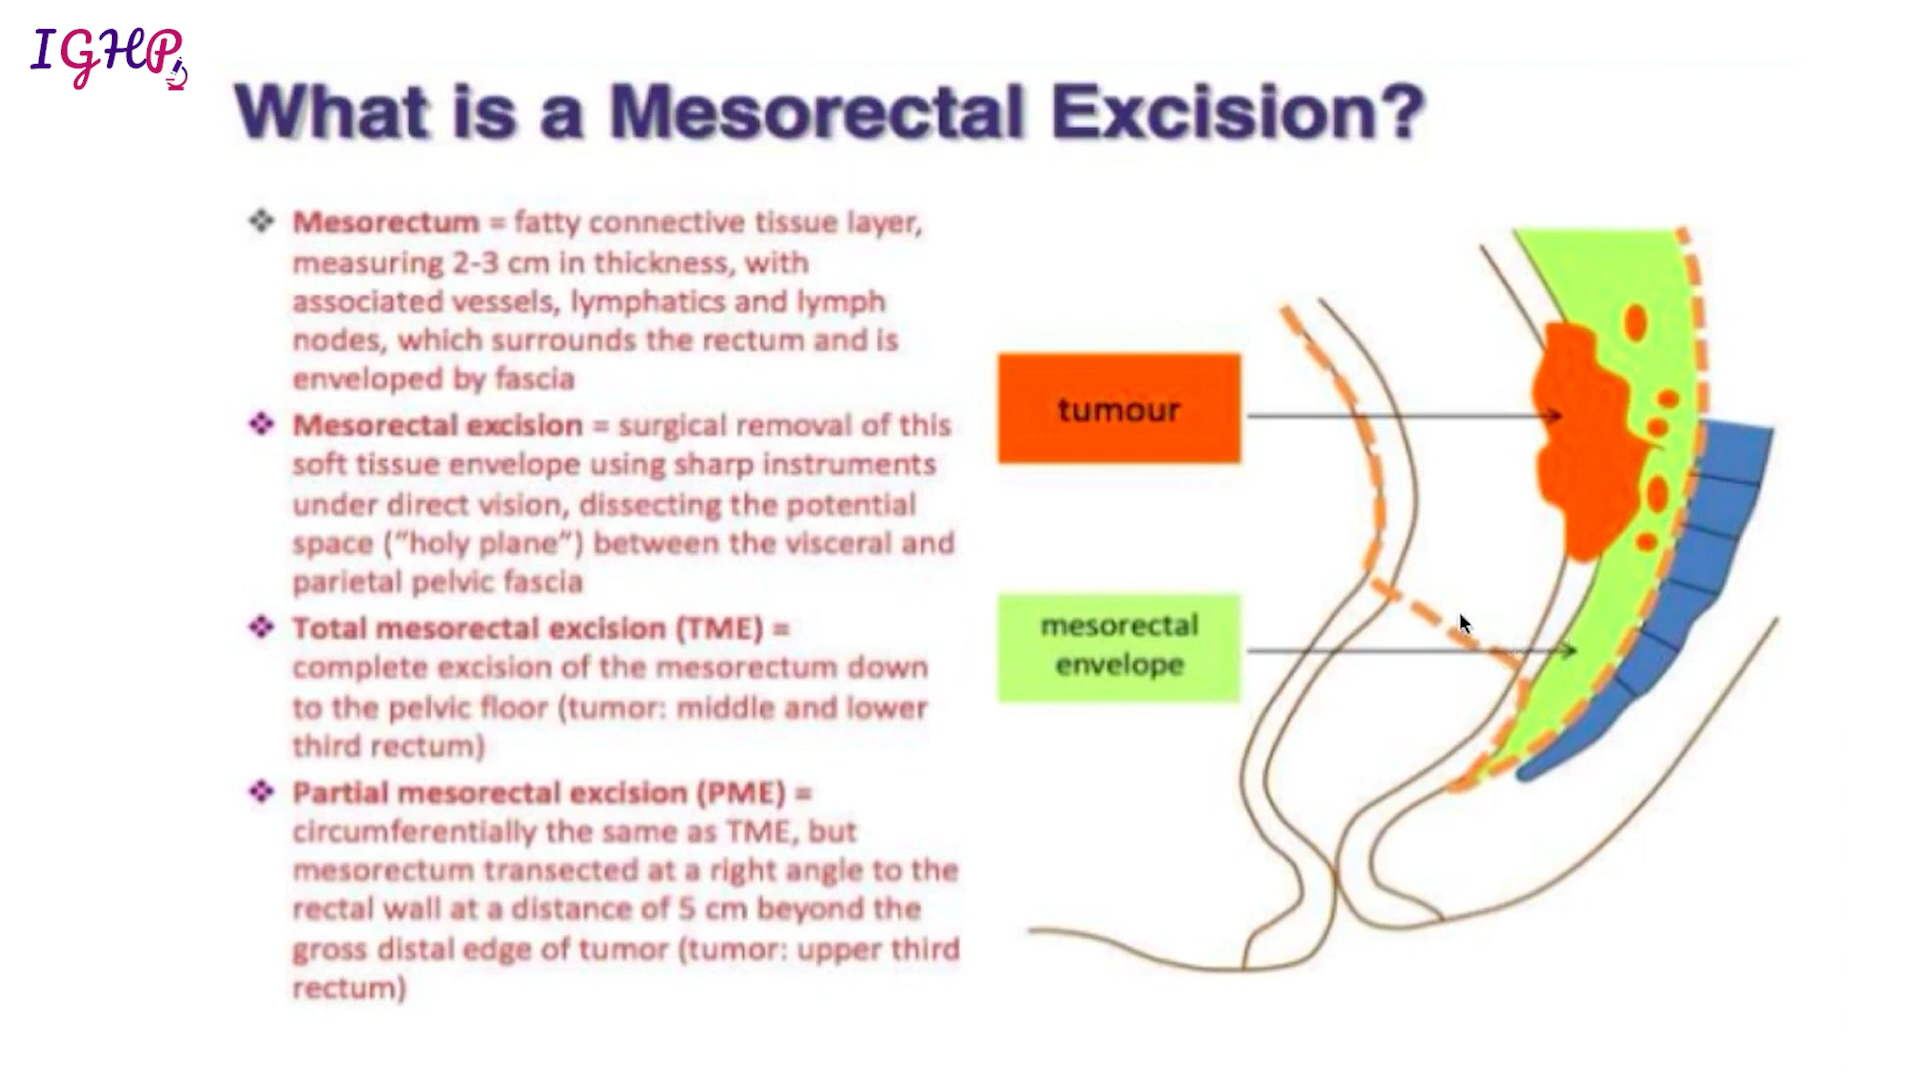 IGHP
What is a Mesorectal Excision?
❖ Mesorectum = fatty connective tissue layer,
measuring 2-3 cm in thickness, with
associated vessels, lymphatics and lymph
nodes, which surrounds the rectum and is
enveloped by fascia
❖ Mesorectal excision = surgical removal of this
soft tissue envelope using sharp instruments
under direct vision, dissecting the potential
space (“holy plane”) between the visceral and
parietal pelvic fascia
❖ Total mesorectal excision (TME) =
complete excision of the mesorectum down
to the pelvic floor (tumor: middle and lower
third rectum)
❖ Partial mesorectal excision (PME) =
circumferentially the same as TME, but
mesorectum transected at a right angle to the
rectal wall at a distance of 5 cm beyond the
gross distal edge of tumor (tumor: upper third
rectum)
tumour
mesorectal
envelope